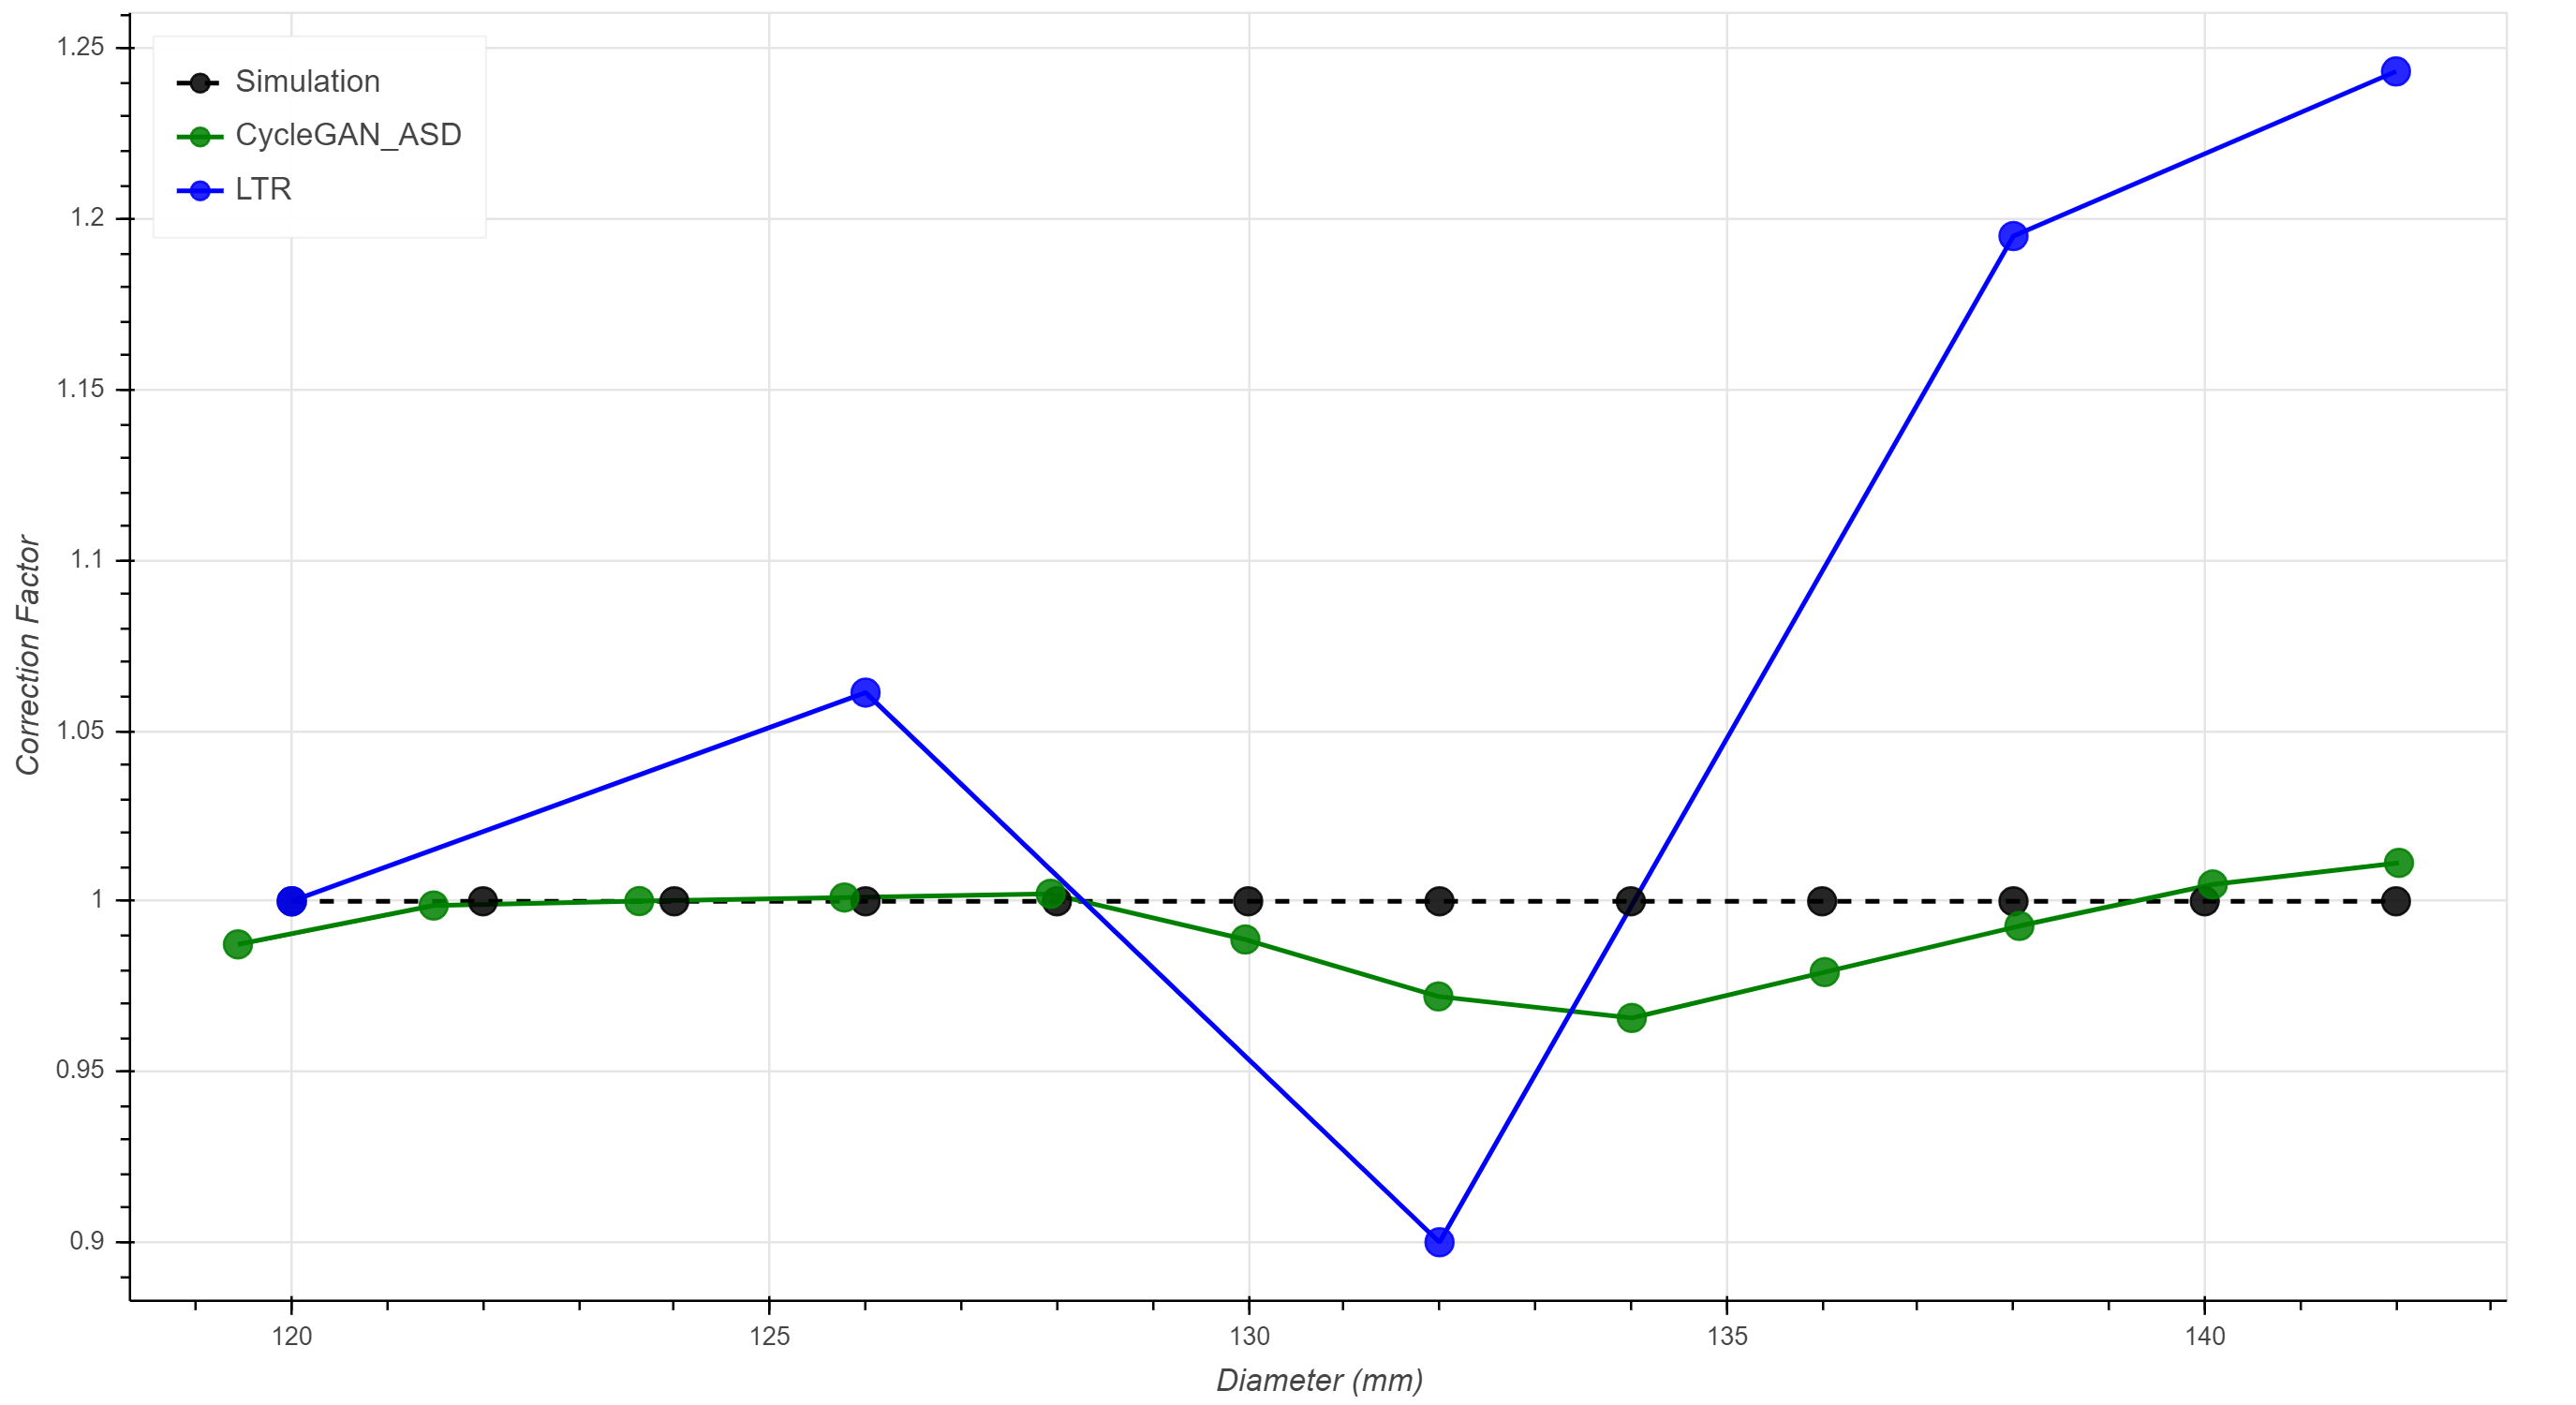 1.25
1.2
1.15
1.1
1.05
1
0.95
0.9
Correction Factor
Simulation
CycleGAN_ASD
LTR
120 125 130 135 140
Diameter (mm)